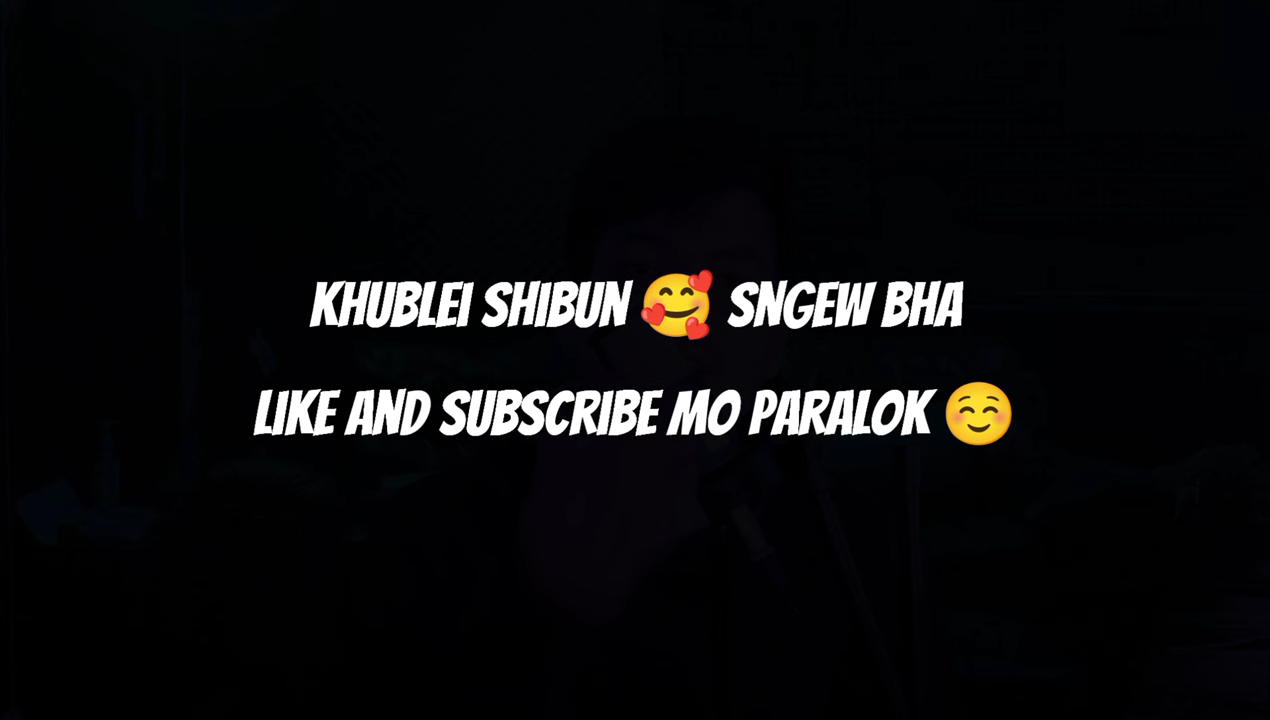 KHUBLEI SHIBUN 🥰 SNGEW BHA
LIKE AND SUBSCRIBE MO PARALOK ☺️